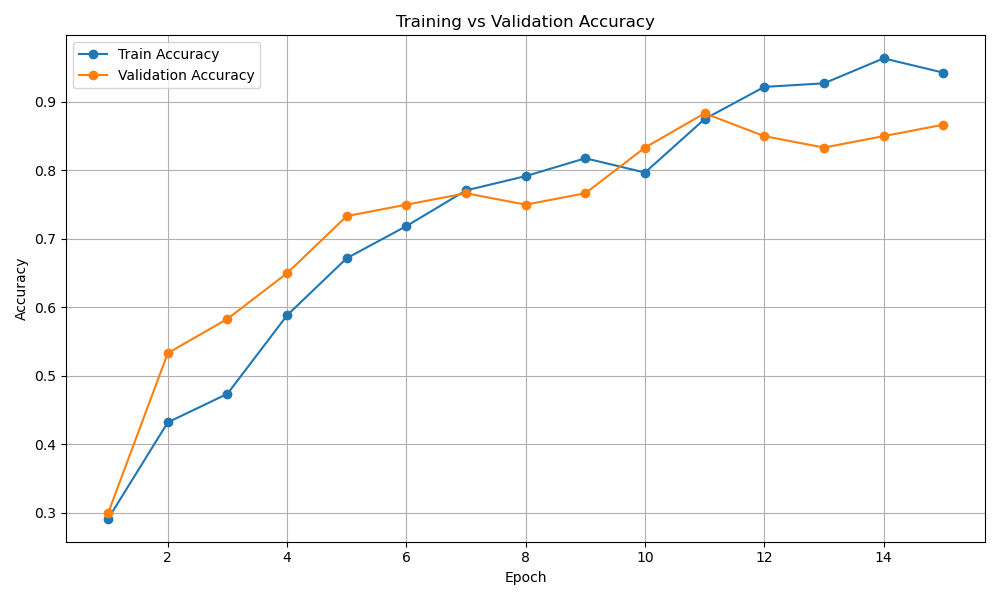 Training vs Validation Accuracy
Train Accuracy
Validation Accuracy
Accuracy
0.9
0.8
0.7
0.6
0.5
0.4
0.3
2 4 6 8 10 12 14
Epoch